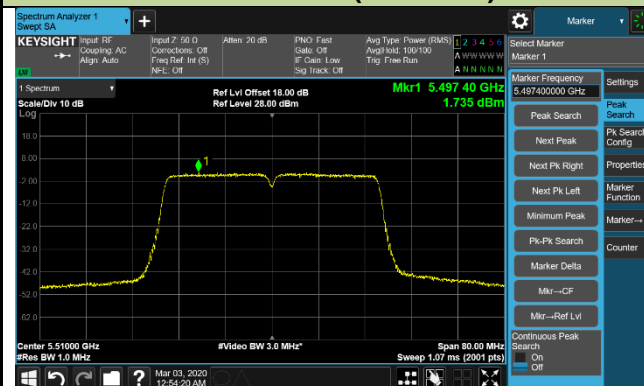 Spectrum Analyzer 1
Swept SA
+
Marker
KEYSIGHT
Input: RF
Coupling: AC
Align: Auto
Input Z: 50 Ω
Corrections: Off
Freq Ref: Int (S)
NFE: Off
Atten: 20 dB
PNO: Fast
Gate: Off
IF Gain: Low
Sig Track: Off
Avg Type: Power (RMS)
Avg|Hold: 100/100
Trig: Free Run
1 2 3 4 5 6
A W W W W W
A N N N N N
Select Marker
Marker 1
1 Spectrum
Scale/Div 10 dB
Log
Ref Lvl Offset 18.00 dB
Ref Level 28.00 dBm
Mkr1 5.497 40 GHz
1.735 dBm
18.0
8.00
-2.00
-12.0
-22.0
-32.0
-42.0
-52.0
-62.0
1
Center 5.51000 GHz
#Res BW 1.0 MHz
#Video BW 3.0 MHz*
Span 80.00 MHz
Sweep 1.07 ms (2001 pts)
Marker Frequency
5.497400000 GHz
Peak Search
Next Peak
Next Pk Right
Next Pk Left
Minimum Peak
Pk-Pk Search
Marker Delta
Mkr→CF
Mkr→Ref Lvl
Continuous Peak
Search
On
Off
Settings
Peak
Search
Pk Search
Config
Properties
Marker
Function
Marker→
Counter
?
Mar 03, 2020
12:54:20 AM